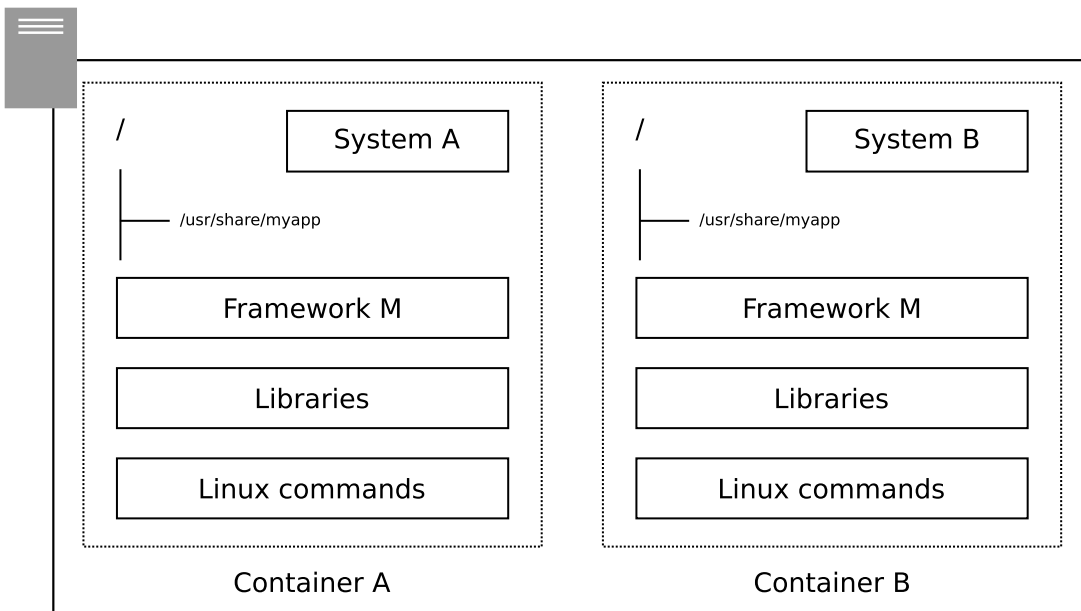 /
System A
/usr/share/myapp
Framework M
Libraries
Linux commands
Container A
/
System B
/usr/share/myapp
Framework M
Libraries
Linux commands
Container B